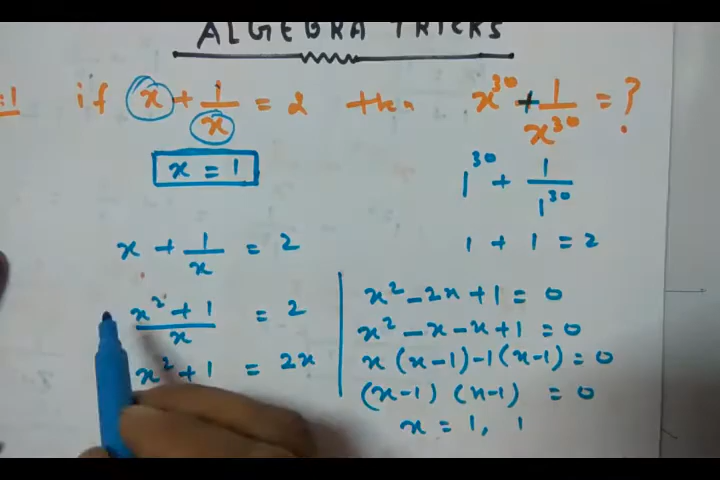 ALGEBRA TRICKS
:1 if x + 1/x = 2 then x^30 + 1/x^30 = ?
x = 1
1^30 + 1/1^30
1 + 1 = 2
x + 1/x = 2
(x^2 + 1)/x = 2
x^2 + 1 = 2x
x^2 - 2x + 1 = 0
x^2 - x - x + 1 = 0
x (x-1) - 1 (x-1) = 0
(x-1) (x-1) = 0
x = 1, 1